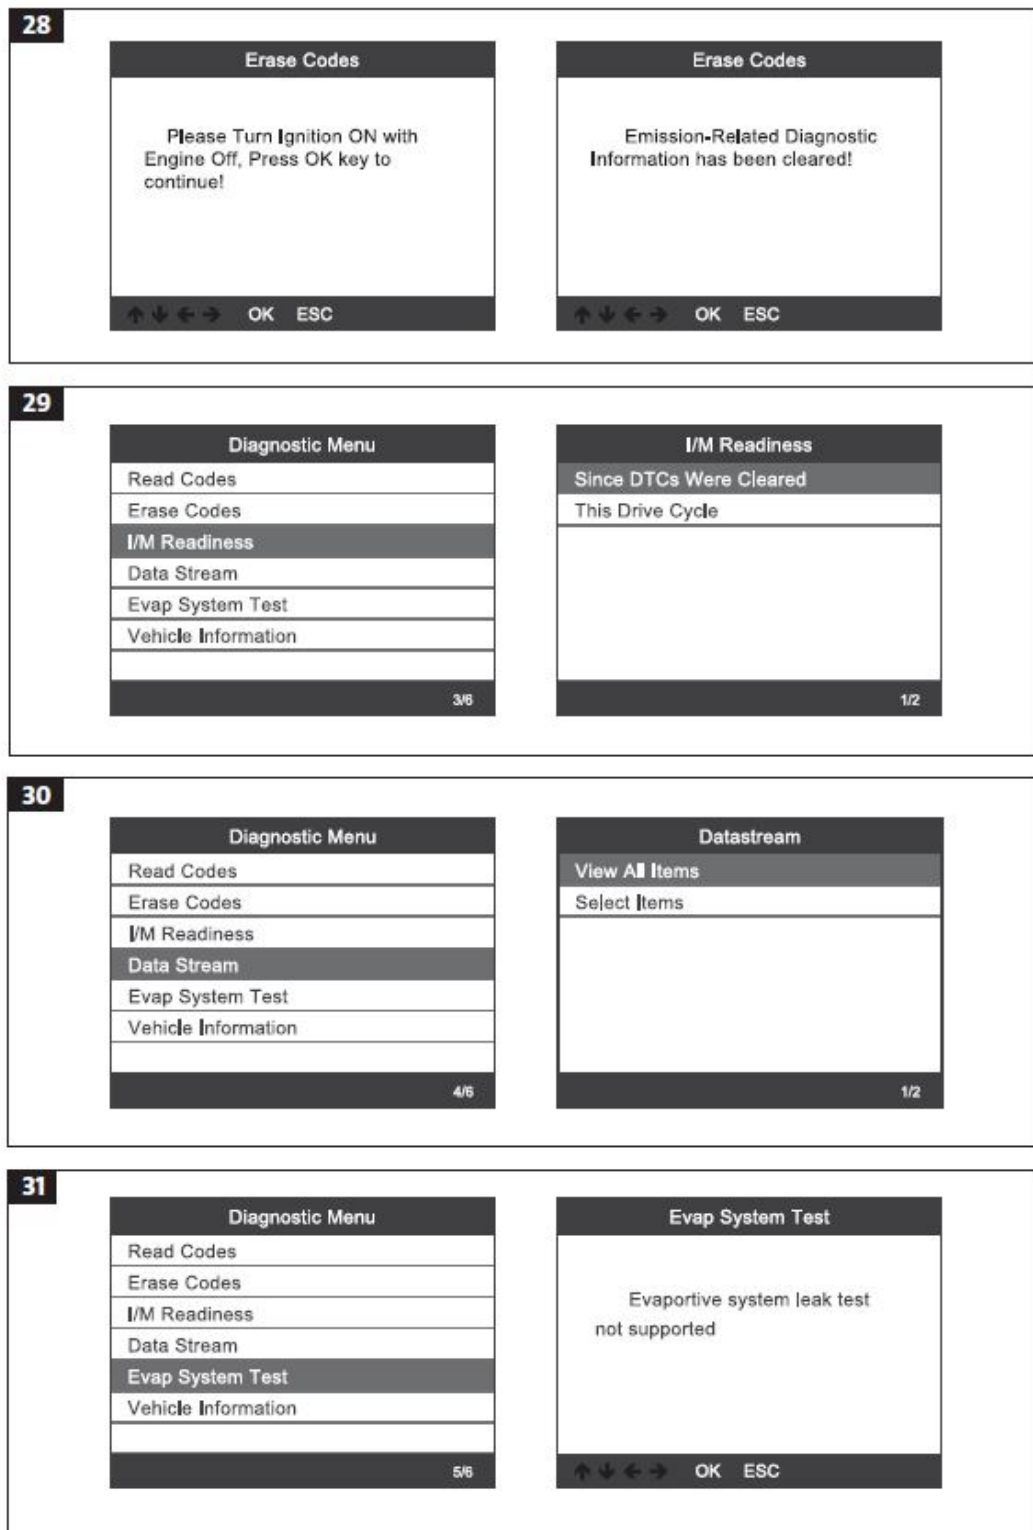 28
Erase Codes
Please Turn Ignition ON with
Engine Off, Press OK key to
continue!
OK ESC
Erase Codes
Emission-Related Diagnostic
Information has been cleared!
OK ESC
29
Diagnostic Menu
Read Codes
Erase Codes
I/M Readiness
Data Stream
Evap System Test
Vehicle Information
3/6
I/M Readiness
Since DTCs Were Cleared
This Drive Cycle
1/2
30
Diagnostic Menu
Read Codes
Erase Codes
I/M Readiness
Data Stream
Evap System Test
Vehicle Information
4/6
Datastream
View All Items
Select Items
1/2
31
Diagnostic Menu
Read Codes
Erase Codes
I/M Readiness
Data Stream
Evap System Test
Vehicle Information
5/6
Evap System Test
Evaportive system leak test
not supported
OK ESC